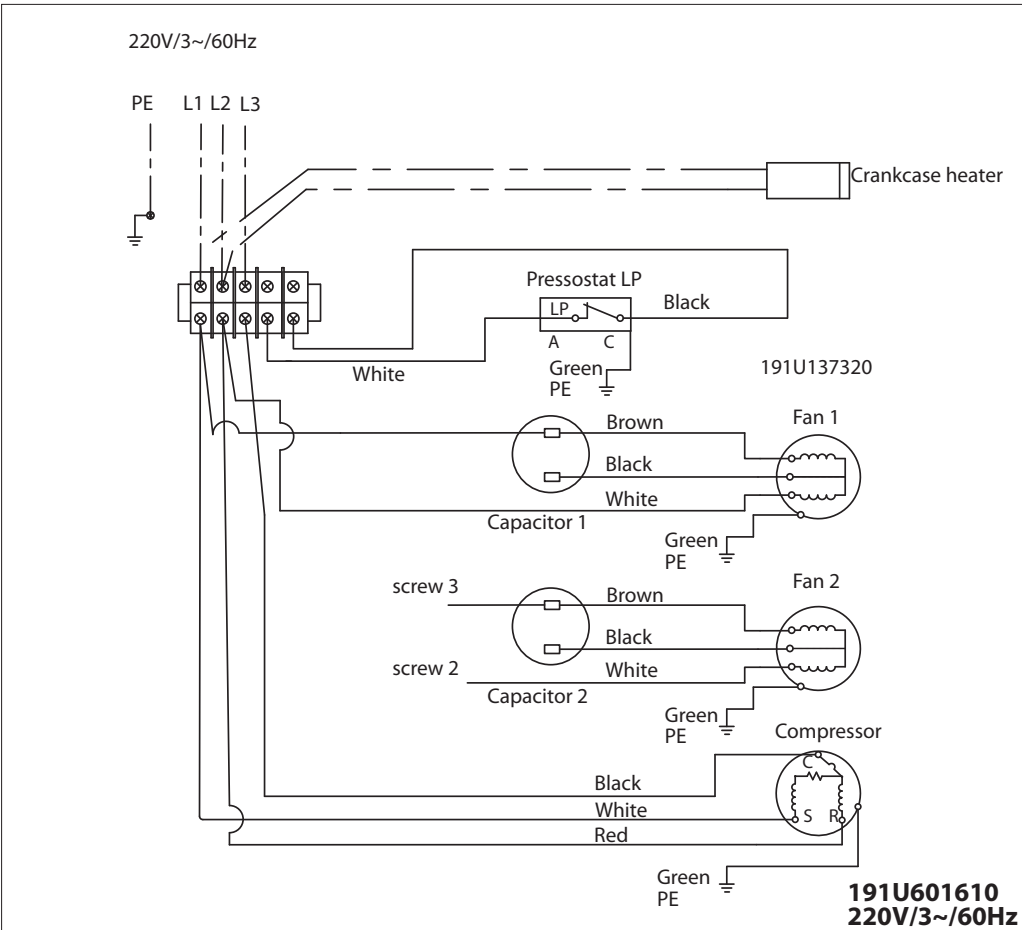 220V/3~/60Hz
PE L1 L2 L3
Crankcase heater
Pressostat LP
LP
Black
A C
Green
PE
White
191U137320
Fan 1
Brown
Black
White
Capacitor 1
Green
PE
Fan 2
screw 3
Brown
Black
screw 2
White
Capacitor 2
Green
PE
Compressor
C
Black
White
S R
Red
Green
PE
191U601610
220V/3~/60Hz